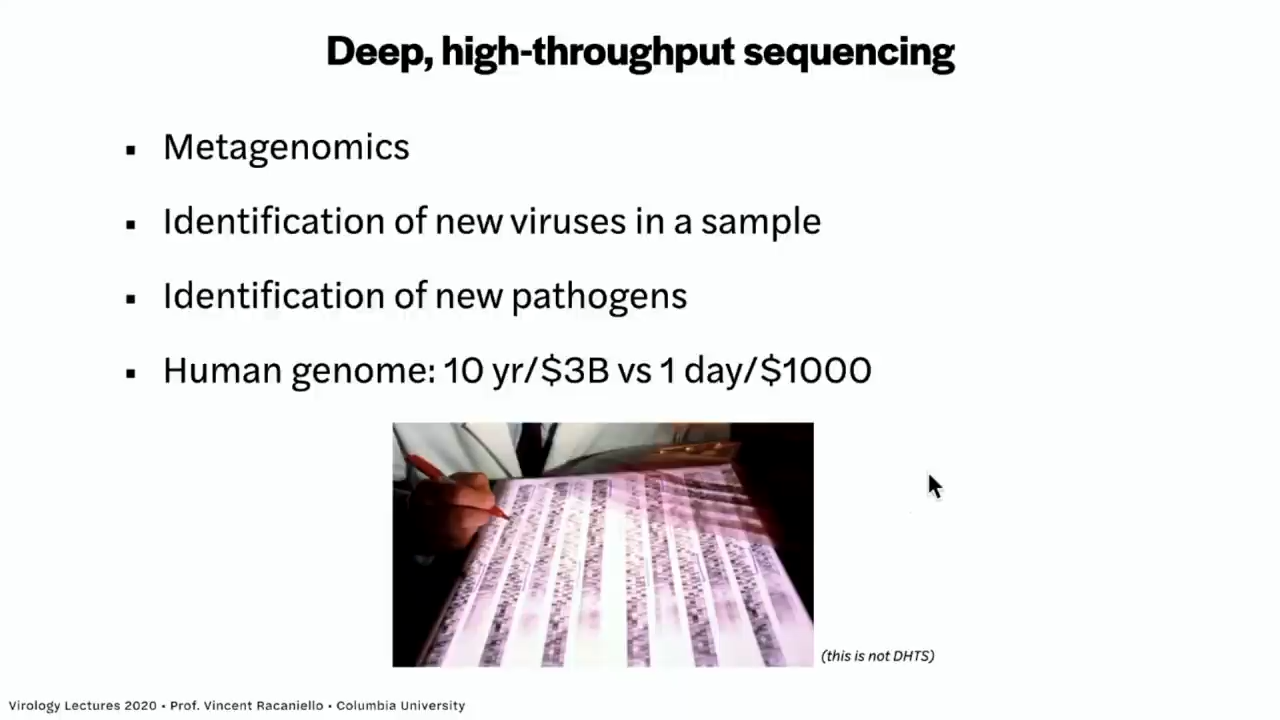 Deep, high-throughput sequencing
▪ Metagenomics
▪ Identification of new viruses in a sample
▪ Identification of new pathogens
▪ Human genome: 10 yr/$3B vs 1 day/$1000
(this is not DHTS)
Virology Lectures 2020 • Prof. Vincent Racaniello • Columbia University